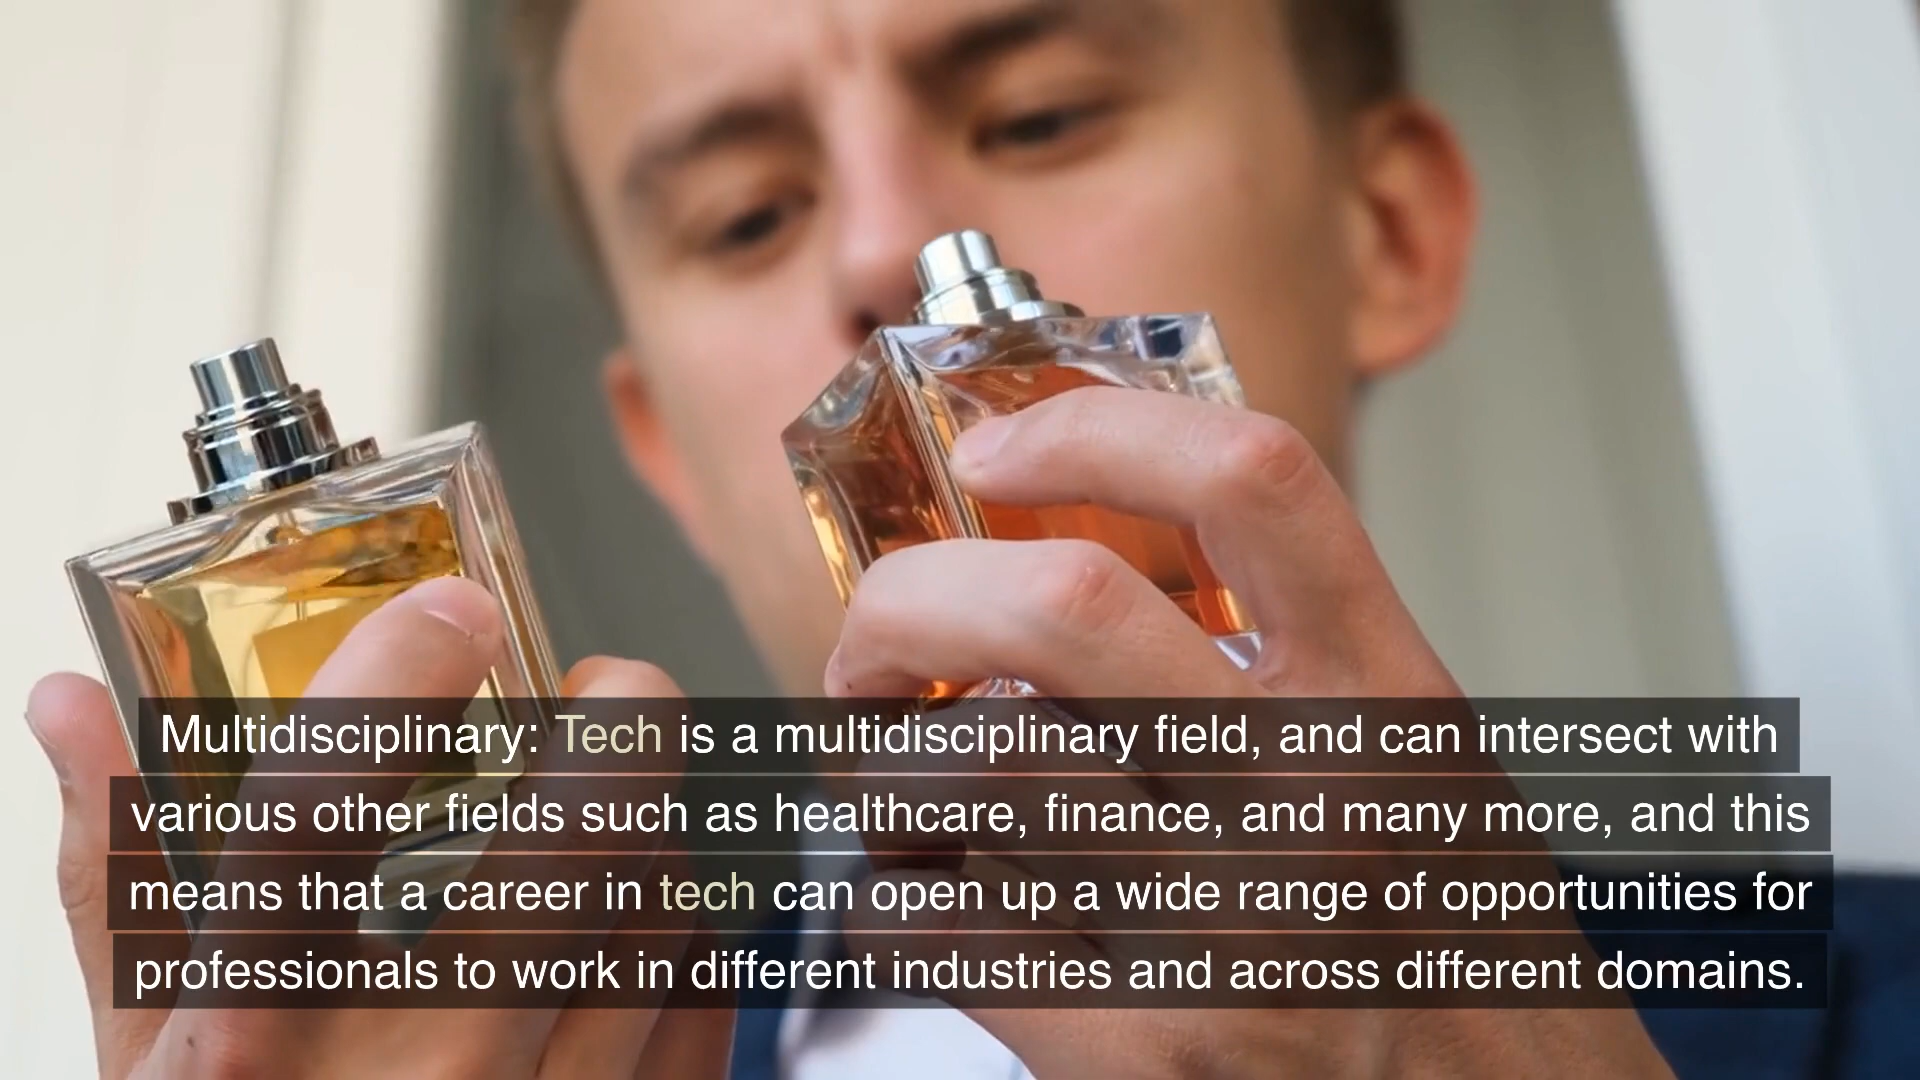 Multidisciplinary: Tech is a multidisciplinary field, and can intersect with
various other fields such as healthcare, finance, and many more, and this
means that a career in tech can open up a wide range of opportunities for
professionals to work in different industries and across different domains.